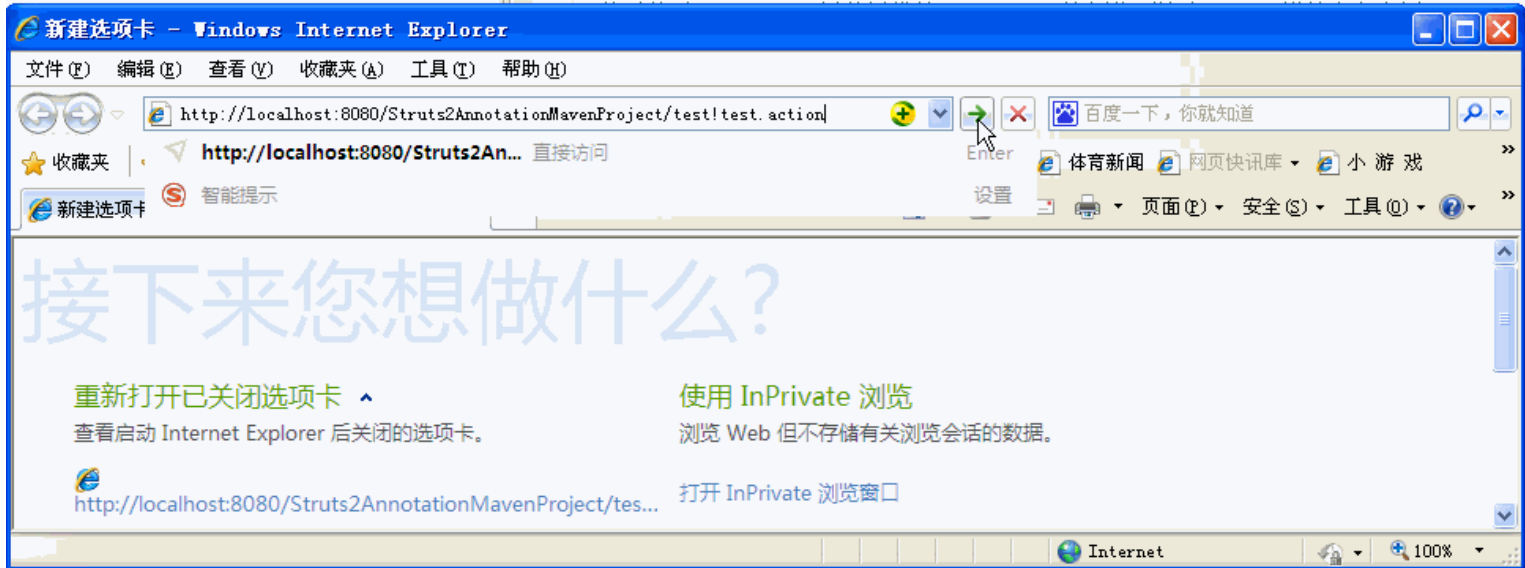 新建选项卡 - Windows Internet Explorer
文件(F) 编辑(E) 查看(V) 收藏夹(A) 工具(T) 帮助(H)
http://localhost:8080/Struts2AnnotationMavenProject/test!test.action 百度一下，你就知道
收藏夹 http://localhost:8080/Struts2An... 直接访问 Enter 体育新闻 网页快讯库 小 游 戏 »
新建选项卡 智能提示 设置 页面(P) 安全(S) 工具(O) »
接下来您想做什么?
重新打开已关闭选项卡 使用 InPrivate 浏览
查看启动 Internet Explorer 后关闭的选项卡。 浏览 Web 但不存储有关浏览会话的数据。
http://localhost:8080/Struts2AnnotationMavenProject/tes... 打开 InPrivate 浏览窗口
Internet 100%